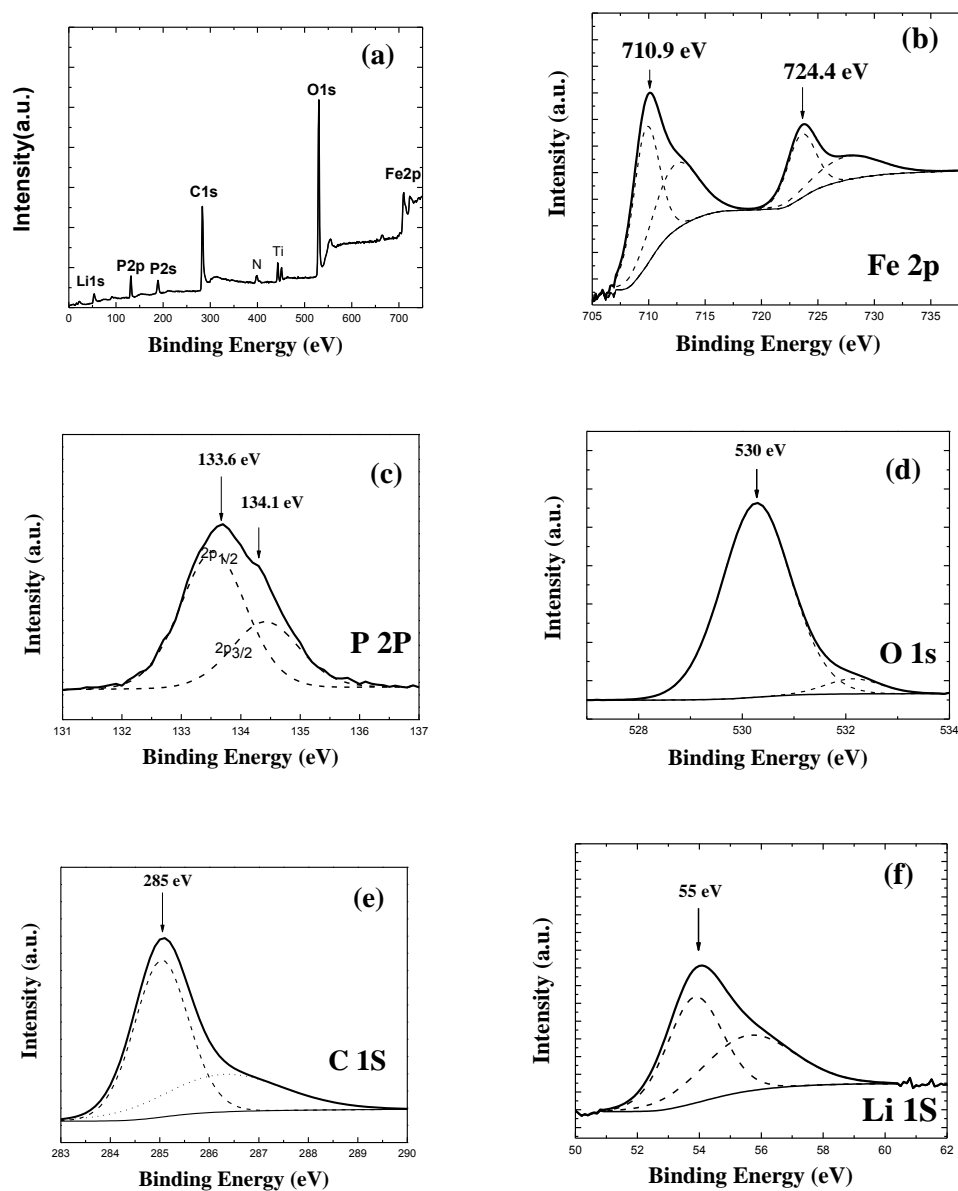 (a)
O1s
C1s
Fe2p
Li1s
P2p
P2s
N
Ti
Intensity(a.u.)
0 100 200 300 400 500 600 700
Binding Energy (eV)
(b)
710.9 eV
724.4 eV
Fe 2p
Intensity (a.u.)
705 710 715 720 725 730 735
Binding Energy (eV)
(c)
133.6 eV
134.1 eV
2p1/2
2p3/2
P 2P
Intensity (a.u.)
131 132 133 134 135 136 137
Binding Energy (eV)
(d)
530 eV
O 1s
Intensity (a.u.)
528 530 532 534
Binding Energy (eV)
(e)
285 eV
C 1S
Intensity (a.u.)
283 284 285 286 287 288 289 290
Binding Energy (eV)
(f)
55 eV
Li 1S
Intensity (a.u.)
50 52 54 56 58 60 62
Binding Energy (eV)